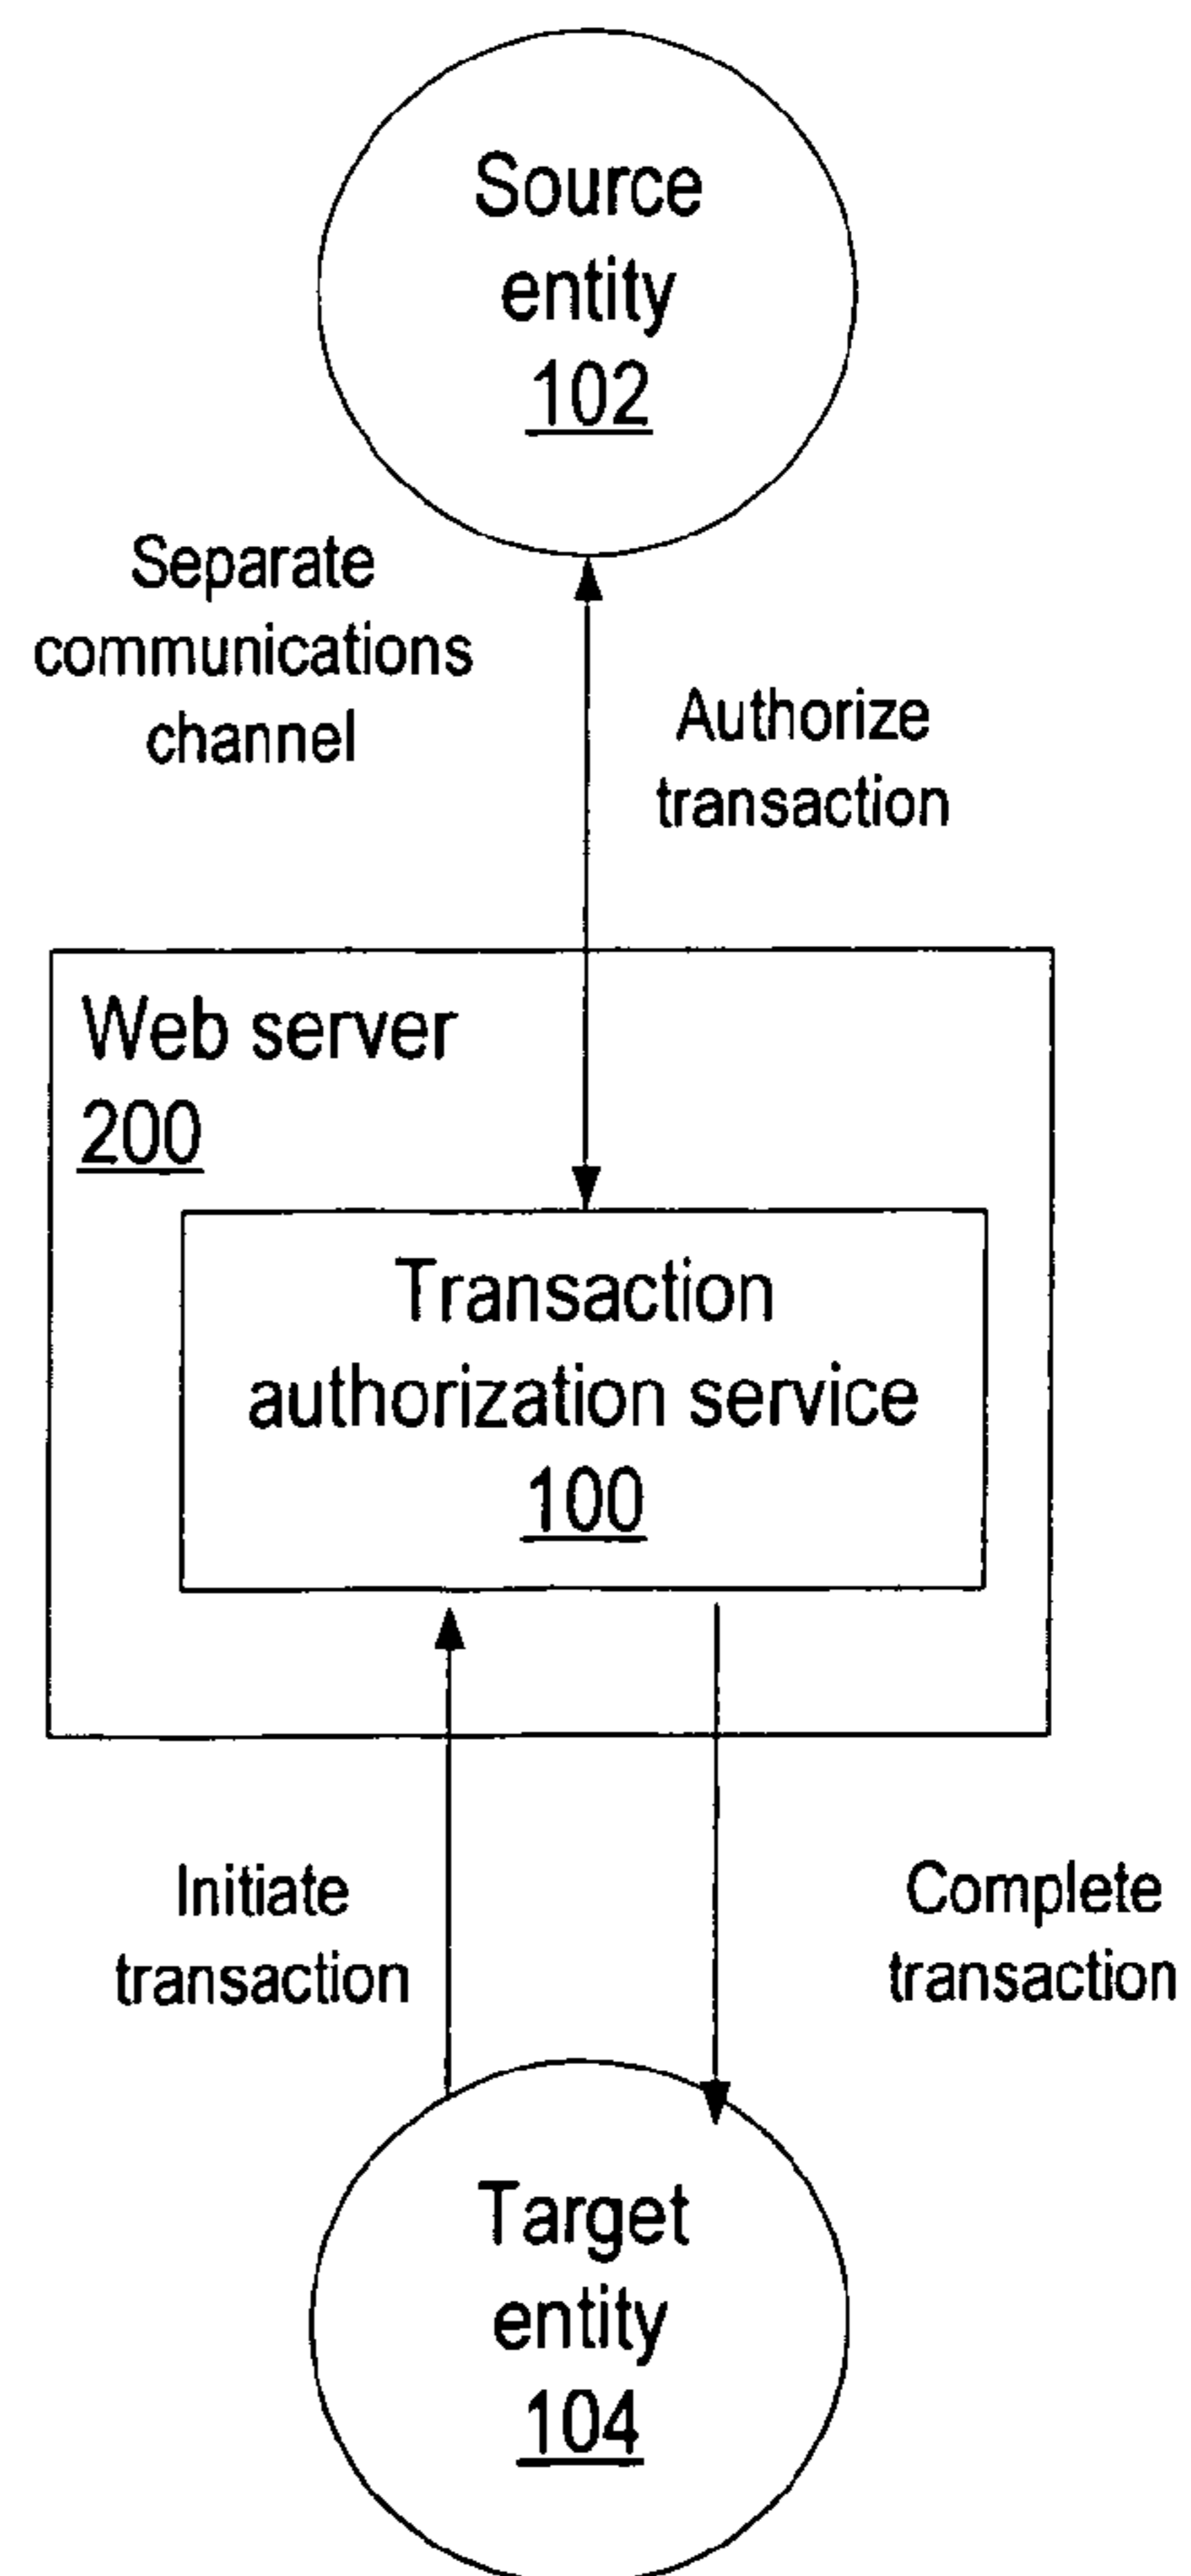 Source
entity
102
Separate
communications
channel
Authorize
transaction
Web server
200
Transaction
authorization service
100
Initiate
transaction
Complete
transaction
Target
entity
104